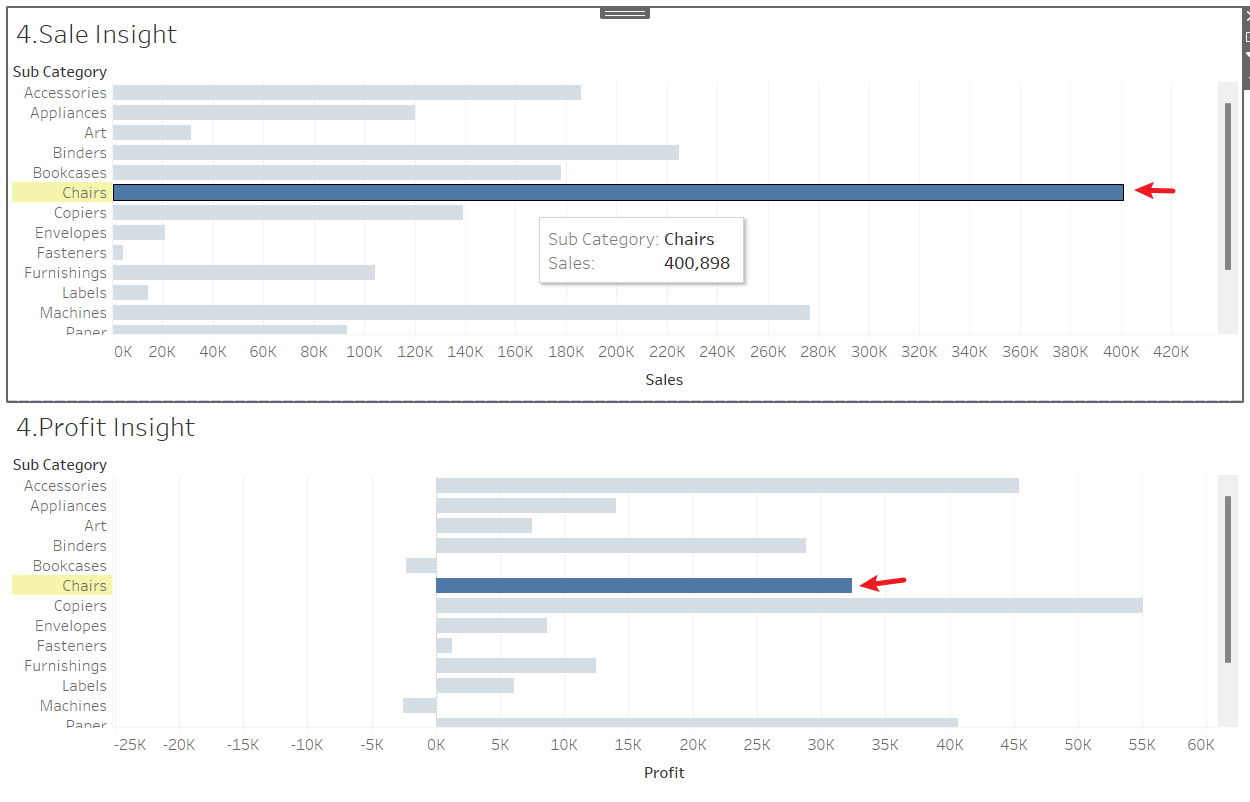 4.Sale Insight
Sub Category
Accessories
Appliances
Art
Binders
Bookcases
Chairs
Copiers
Envelopes
Fasteners
Furnishings
Labels
Machines
Paper
Sub Category: Chairs
Sales: 400,898
0K 20K 40K 60K 80K 100K 120K 140K 160K 180K 200K 220K 240K 260K 280K 300K 320K 340K 360K 380K 400K 420K
Sales
4.Profit Insight
Sub Category
Accessories
Appliances
Art
Binders
Bookcases
Chairs
Copiers
Envelopes
Fasteners
Furnishings
Labels
Machines
Paper
-25K -20K -15K -10K -5K 0K 5K 10K 15K 20K 25K 30K 35K 40K 45K 50K 55K 60K
Profit